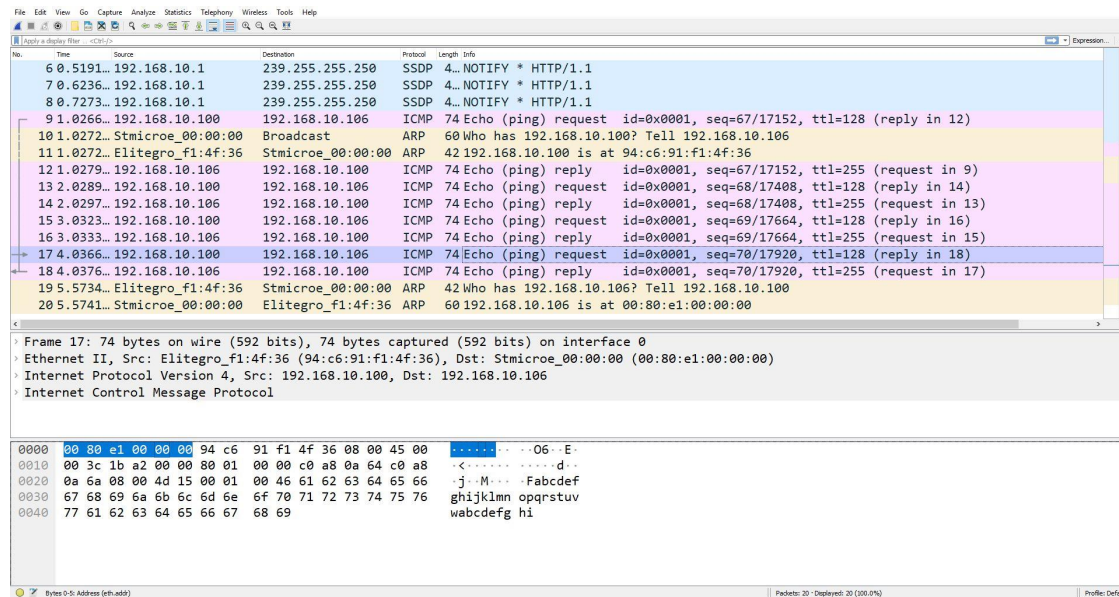 File Edit View Go Capture Analyze Statistics Telephony Wireless Tools Help
Apply a display filter ... <Ctrl-/> Expression...
No. Time Source Destination Protocol Length Info
6 0.5191… 192.168.10.1 239.255.255.250 SSDP 4… NOTIFY * HTTP/1.1
7 0.6236… 192.168.10.1 239.255.255.250 SSDP 4… NOTIFY * HTTP/1.1
8 0.7273… 192.168.10.1 239.255.255.250 SSDP 4… NOTIFY * HTTP/1.1
9 1.0266… 192.168.10.100 192.168.10.106 ICMP 74 Echo (ping) request id=0x0001, seq=67/17152, ttl=128 (reply in 12)
10 1.0272… Stmicroe_00:00:00 Broadcast ARP 60 Who has 192.168.10.100? Tell 192.168.10.106
11 1.0272… Elitegro_f1:4f:36 Stmicroe_00:00:00 ARP 42 192.168.10.100 is at 94:c6:91:f1:4f:36
12 1.0279… 192.168.10.106 192.168.10.100 ICMP 74 Echo (ping) reply id=0x0001, seq=67/17152, ttl=255 (request in 9)
13 2.0289… 192.168.10.100 192.168.10.106 ICMP 74 Echo (ping) request id=0x0001, seq=68/17408, ttl=128 (reply in 14)
14 2.0297… 192.168.10.106 192.168.10.100 ICMP 74 Echo (ping) reply id=0x0001, seq=68/17408, ttl=255 (request in 13)
15 3.0323… 192.168.10.100 192.168.10.106 ICMP 74 Echo (ping) request id=0x0001, seq=69/17664, ttl=128 (reply in 16)
16 3.0333… 192.168.10.106 192.168.10.100 ICMP 74 Echo (ping) reply id=0x0001, seq=69/17664, ttl=255 (request in 15)
17 4.0366… 192.168.10.100 192.168.10.106 ICMP 74 Echo (ping) request id=0x0001, seq=70/17920, ttl=128 (reply in 18)
18 4.0376… 192.168.10.106 192.168.10.100 ICMP 74 Echo (ping) reply id=0x0001, seq=70/17920, ttl=255 (request in 17)
19 5.5734… Elitegro_f1:4f:36 Stmicroe_00:00:00 ARP 42 Who has 192.168.10.106? Tell 192.168.10.100
20 5.5741… Stmicroe_00:00:00 Elitegro_f1:4f:36 ARP 60 192.168.10.106 is at 00:80:e1:00:00:00
Frame 17: 74 bytes on wire (592 bits), 74 bytes captured (592 bits) on interface 0
Ethernet II, Src: Elitegro_f1:4f:36 (94:c6:91:f1:4f:36), Dst: Stmicroe_00:00:00 (00:80:e1:00:00:00)
Internet Protocol Version 4, Src: 192.168.10.100, Dst: 192.168.10.106
Internet Control Message Protocol
0000 00 80 e1 00 00 00 94 c6 91 f1 4f 36 08 00 45 00 ········ ··O6··E·
0010 00 3c 1b a2 00 00 80 01 00 00 c0 a8 0a 64 c0 a8 ·<······ ·····d··
0020 0a 6a 08 00 4d 15 00 01 00 46 61 62 63 64 65 66 ·j··M··· ·Fabcdef
0030 67 68 69 6a 6b 6c 6d 6e 6f 70 71 72 73 74 75 76 ghijklmn opqrstuv
0040 77 61 62 63 64 65 66 67 68 69 wabcdefg hi
Bytes 0-5: Address (eth.addr) Packets: 20 · Displayed: 20 (100.0%) Profile: Def